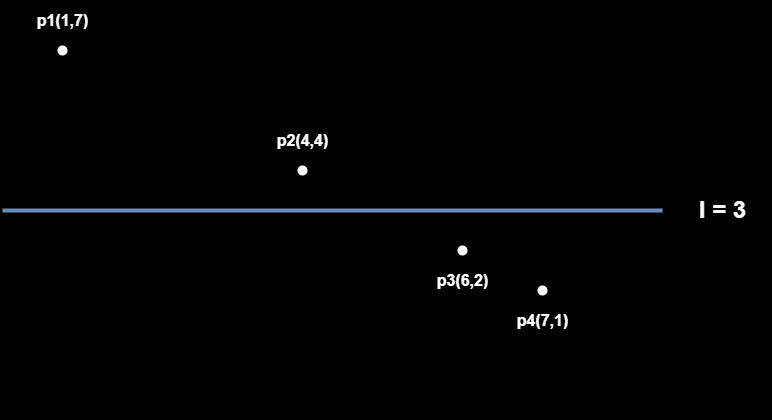 p1(1,7)
p2(4,4)
l = 3
p3(6,2)
p4(7,1)